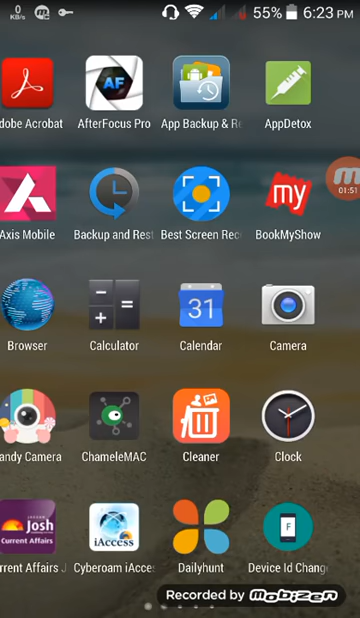 0
KB/s
55%
6:23 PM
dobe Acrobat
AF
AfterFocus Pro
App Backup & Re
AppDetox
Axis Mobile
Backup and Rest
Best Screen Rec
my
BookMyShow
01:51
Browser
Calculator
31
Calendar
Camera
andy Camera
ChameleMAC
Cleaner
Clock
Josh
Current Affairs
rrent Affairs J
iAccess
Cyberoam iAcces
Dailyhunt
F
Device Id Change
Recorded by Mobizen